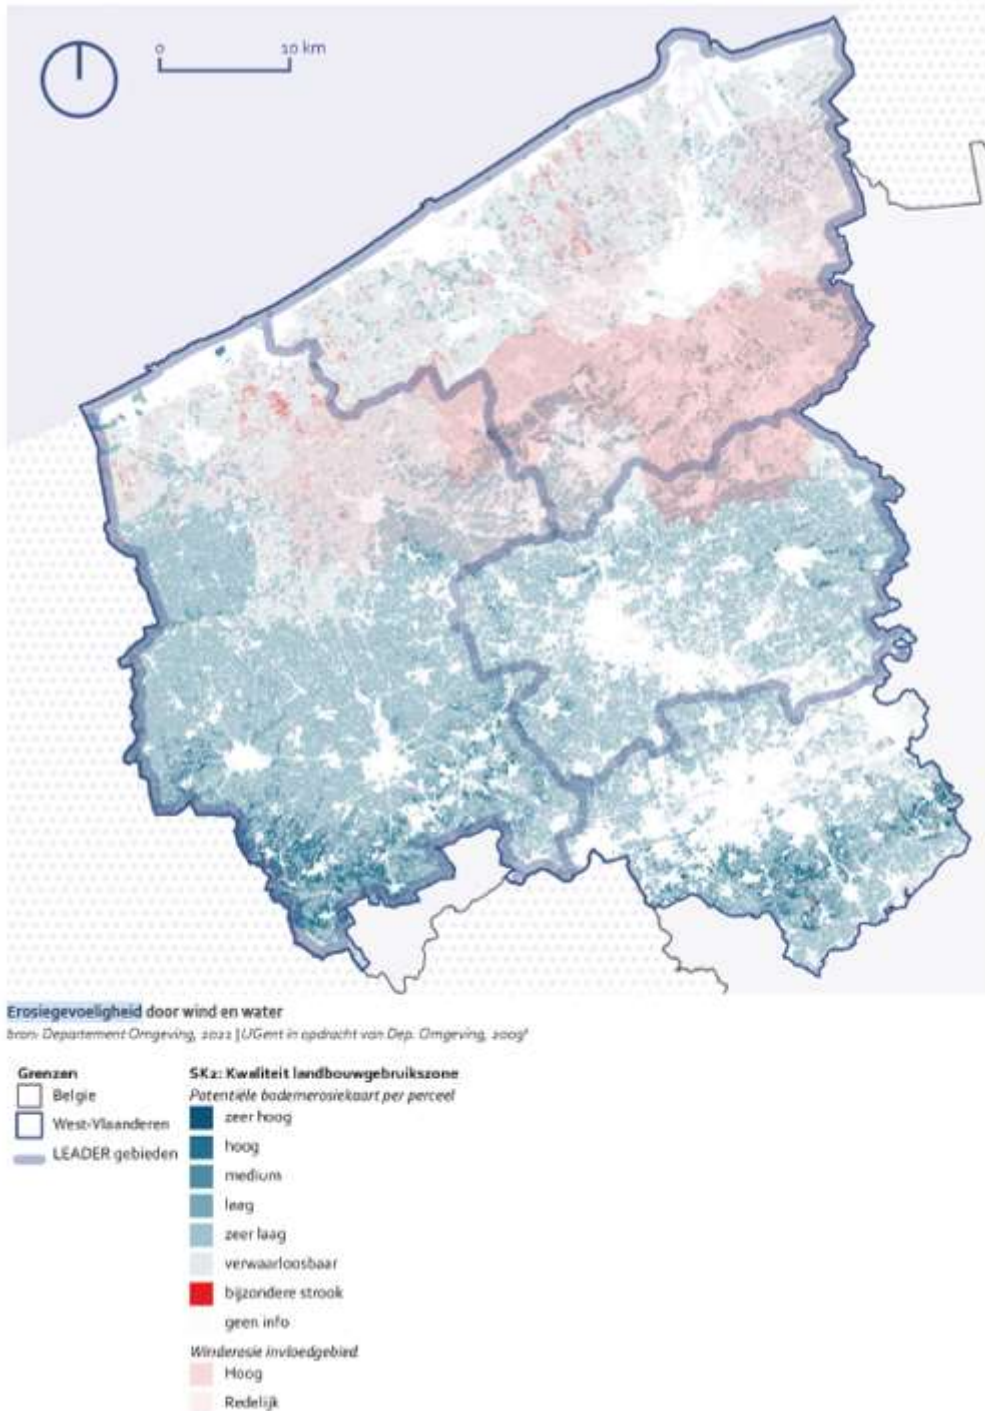 0 10 km
Erosiegevoeligheid door wind en water
bron: Departement Omgeving, 2022 | UGent in opdracht van Dep. Omgeving, 2009⁸
Grenzen
Belgie
West-Vlaanderen
LEADER gebieden
SK2: Kwaliteit landbouwgebruikszone
Potentiële bodemerosiekaart per perceel
zeer hoog
hoog
medium
laag
zeer laag
verwaarloosbaar
bijzondere strook
geen info
Winderosie invloedgebied
Hoog
Redelijk